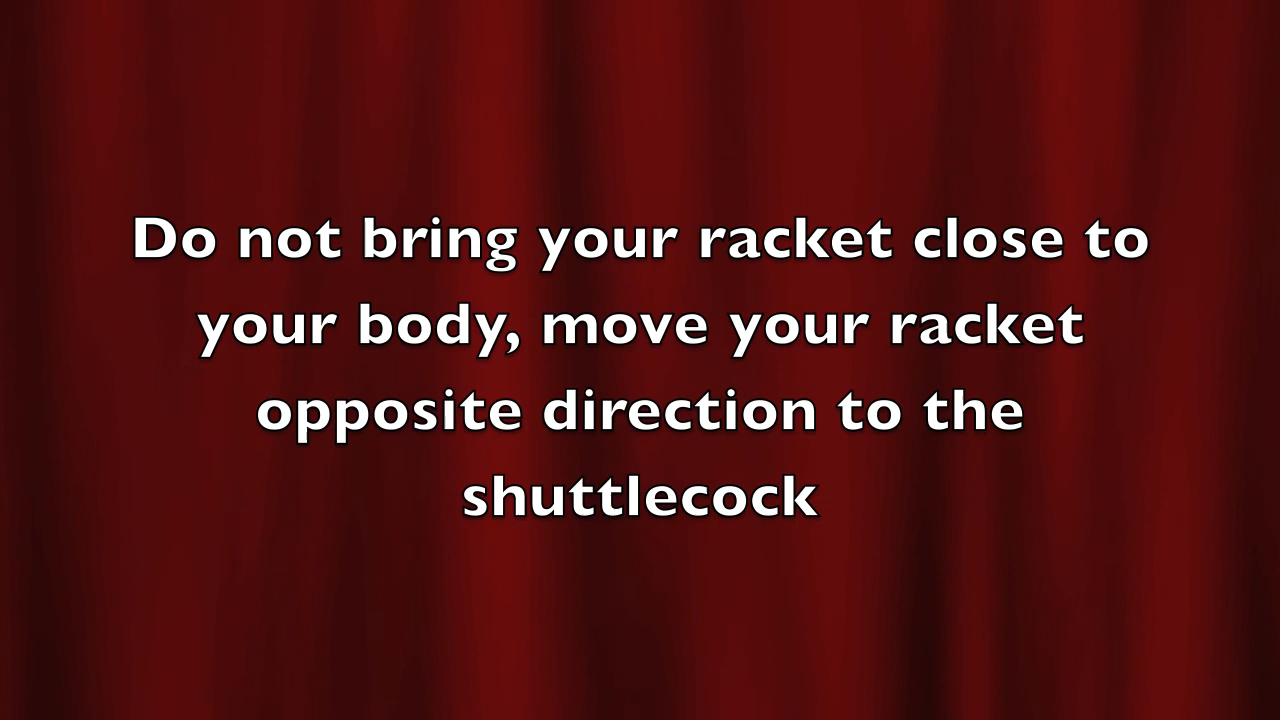 Do not bring your racket close to
your body, move your racket
opposite direction to the
shuttlecock